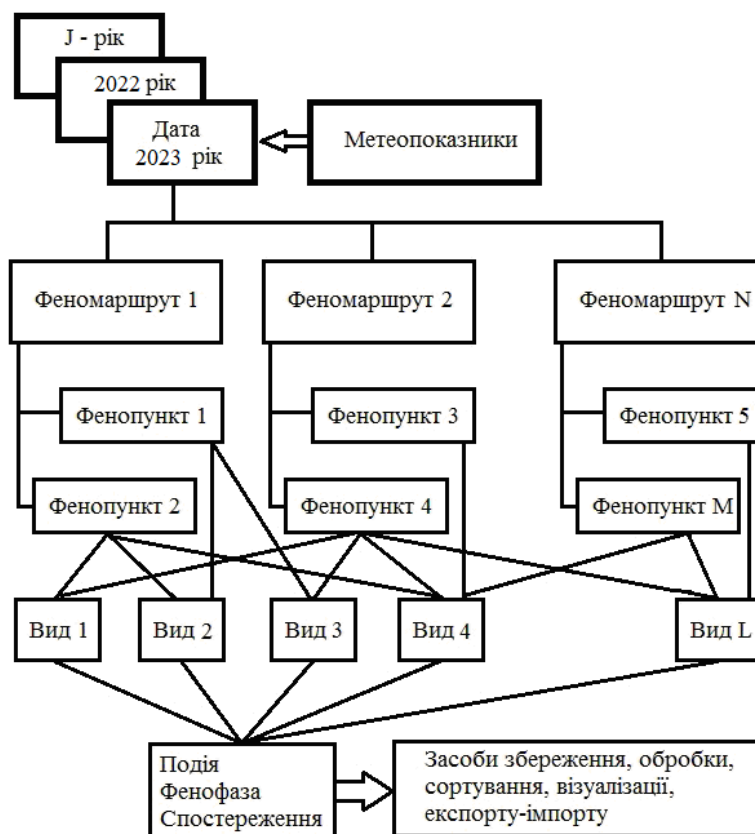 J - рік
2022 рік
Дата
2023 рік
Метеопоказники
Феномаршрут 1
Феномаршрут 2
Феномаршрут N
Фенопункт 1
Фенопункт 3
Фенопункт 5
Фенопункт 2
Фенопункт 4
Фенопункт M
Вид 1
Вид 2
Вид 3
Вид 4
Вид L
Подія
Фенофаза
Спостереження
Засоби збереження, обробки,
сортування, візуалізації,
експорту-імпорту